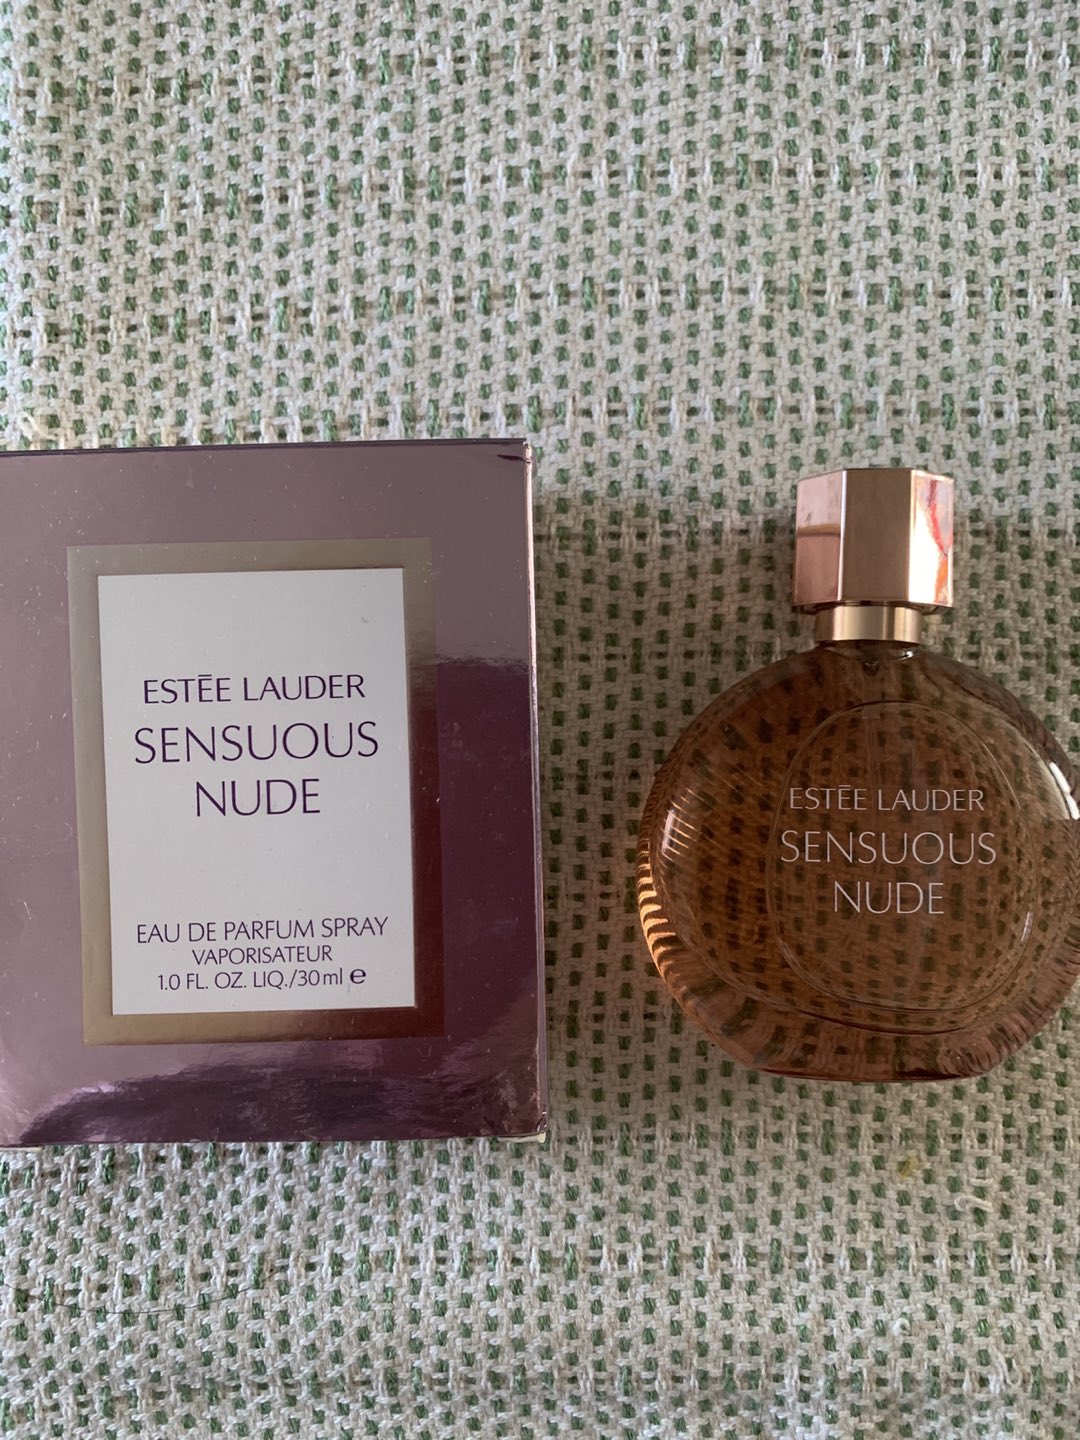 ESTĒE LAUDER
SENSUOUS
NUDE
EAU DE PARFUM SPRAY
VAPORISATEUR
1.0 FL. OZ. LIQ./30 ml ℮
ESTĒE LAUDER
SENSUOUS
NUDE